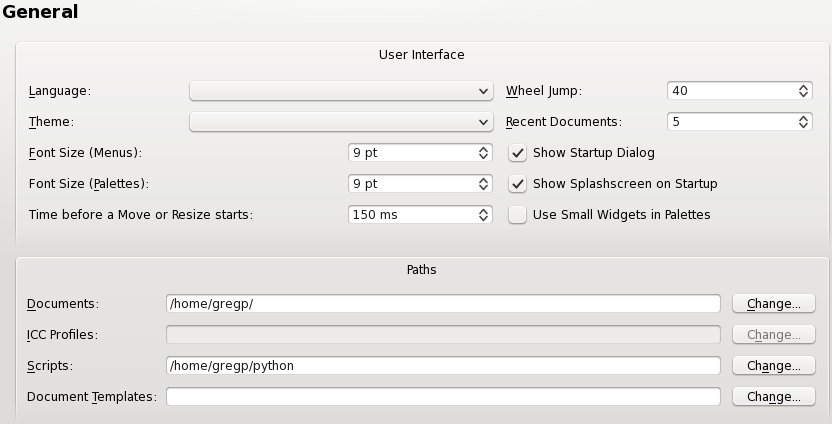 General
User Interface
Language:
Wheel Jump: 40
Theme:
Recent Documents: 5
Font Size (Menus): 9 pt
Show Startup Dialog
Font Size (Palettes): 9 pt
Show Splashscreen on Startup
Time before a Move or Resize starts: 150 ms
Use Small Widgets in Palettes
Paths
Documents: /home/gregp/ Change...
ICC Profiles: Change...
Scripts: /home/gregp/python Change...
Document Templates: Change...